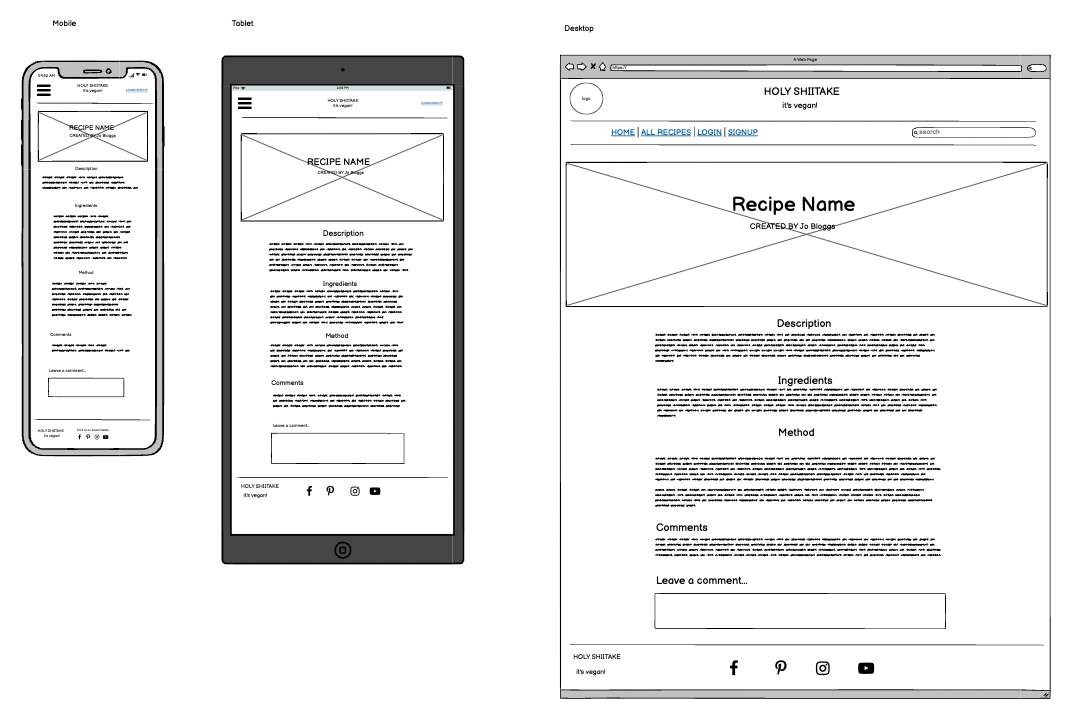 Mobile
Tablet
Desktop
09:52 AM
HOLY SHIITAKE
it's vegan!
LOGIN/SIGNUP
RECIPE NAME
CREATED BY Jo Bloggs
Description
Ingredients
Method
Comments
Leave a comment...
HOLY SHIITAKE
it's vegan!
Find us on social media
iPad
HOLY SHIITAKE
it's vegan!
LOGIN/SIGNUP
RECIPE NAME
CREATED BY Jo Bloggs
Description
Ingredients
Method
Comments
Leave a comment...
HOLY SHIITAKE
it's vegan!
A Web Page
https://
logo
HOLY SHIITAKE
it's vegan!
HOME | ALL RECIPES | LOGIN | SIGNUP
search
Recipe Name
CREATED BY Jo Bloggs
Description
Ingredients
Method
Comments
Leave a comment...
HOLY SHIITAKE
it's vegan!